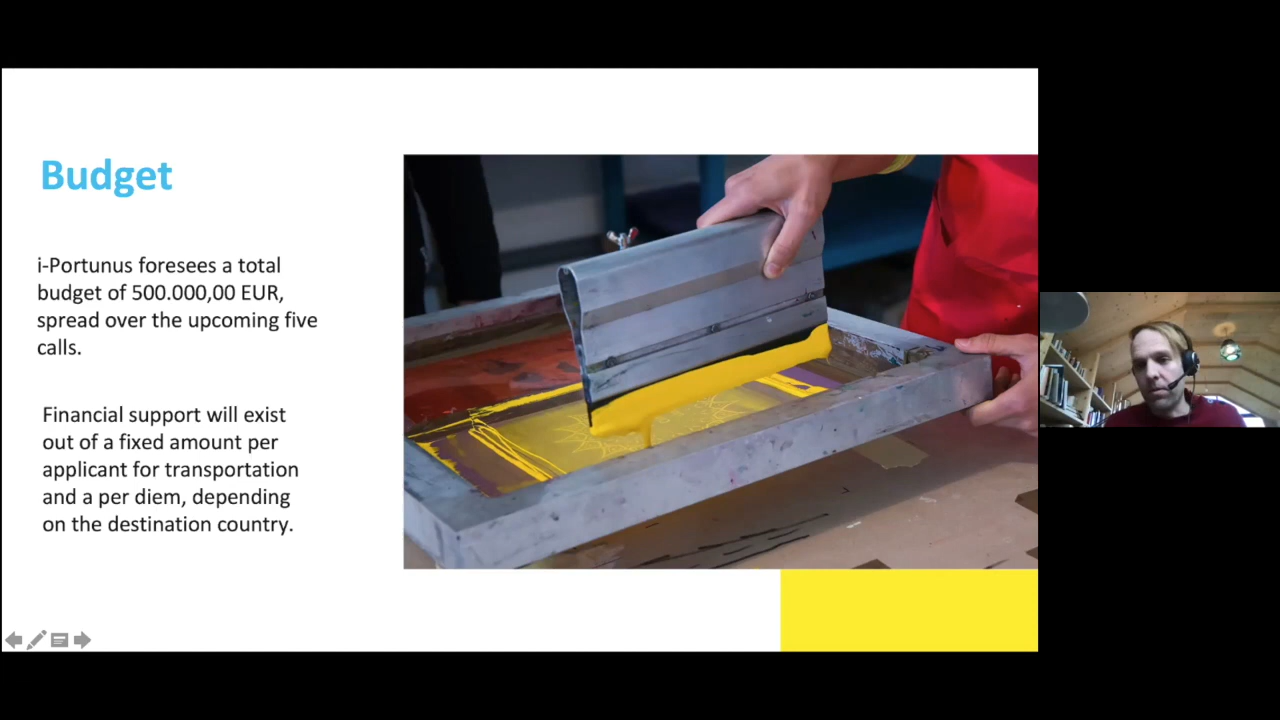 Budget
i-Portunus foresees a total
budget of 500.000,00 EUR,
spread over the upcoming five
calls.
Financial support will exist
out of a fixed amount per
applicant for transportation
and a per diem, depending
on the destination country.